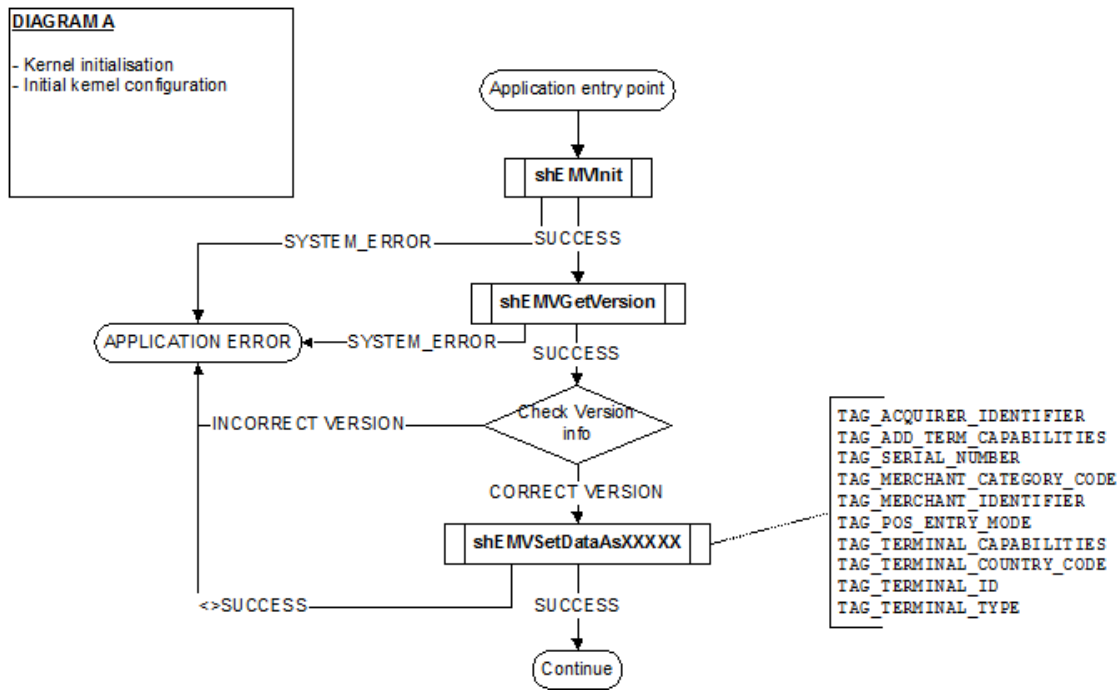 DIAGRAM A
- Kernel initialisation
- Initial kernel configuration
Application entry point
shEMVInit
SYSTEM_ERROR
SUCCESS
shEMVGetVersion
APPLICATION ERROR
SYSTEM_ERROR
SUCCESS
Check Version
info
INCORRECT VERSION
CORRECT VERSION
shEMVSetDataAsXXXXX
TAG_ACQUIRER_IDENTIFIER
TAG_ADD_TERM_CAPABILITIES
TAG_SERIAL_NUMBER
TAG_MERCHANT_CATEGORY_CODE
TAG_MERCHANT_IDENTIFIER
TAG_POS_ENTRY_MODE
TAG_TERMINAL_CAPABILITIES
TAG_TERMINAL_COUNTRY_CODE
TAG_TERMINAL_ID
TAG_TERMINAL_TYPE
<>SUCCESS
SUCCESS
Continue